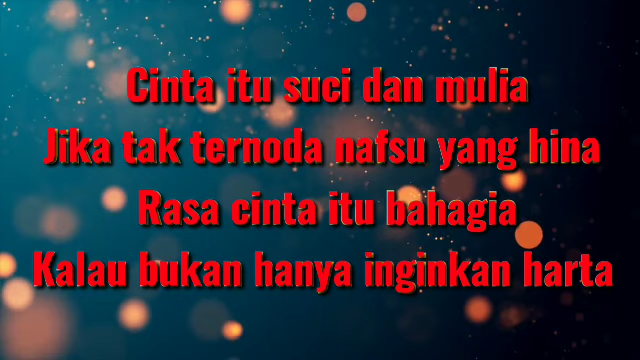 Cinta itu suci dan mulia
Jika tak ternoda nafsu yang hina
Rasa cinta itu bahagia
Kalau bukan hanya inginkan harta